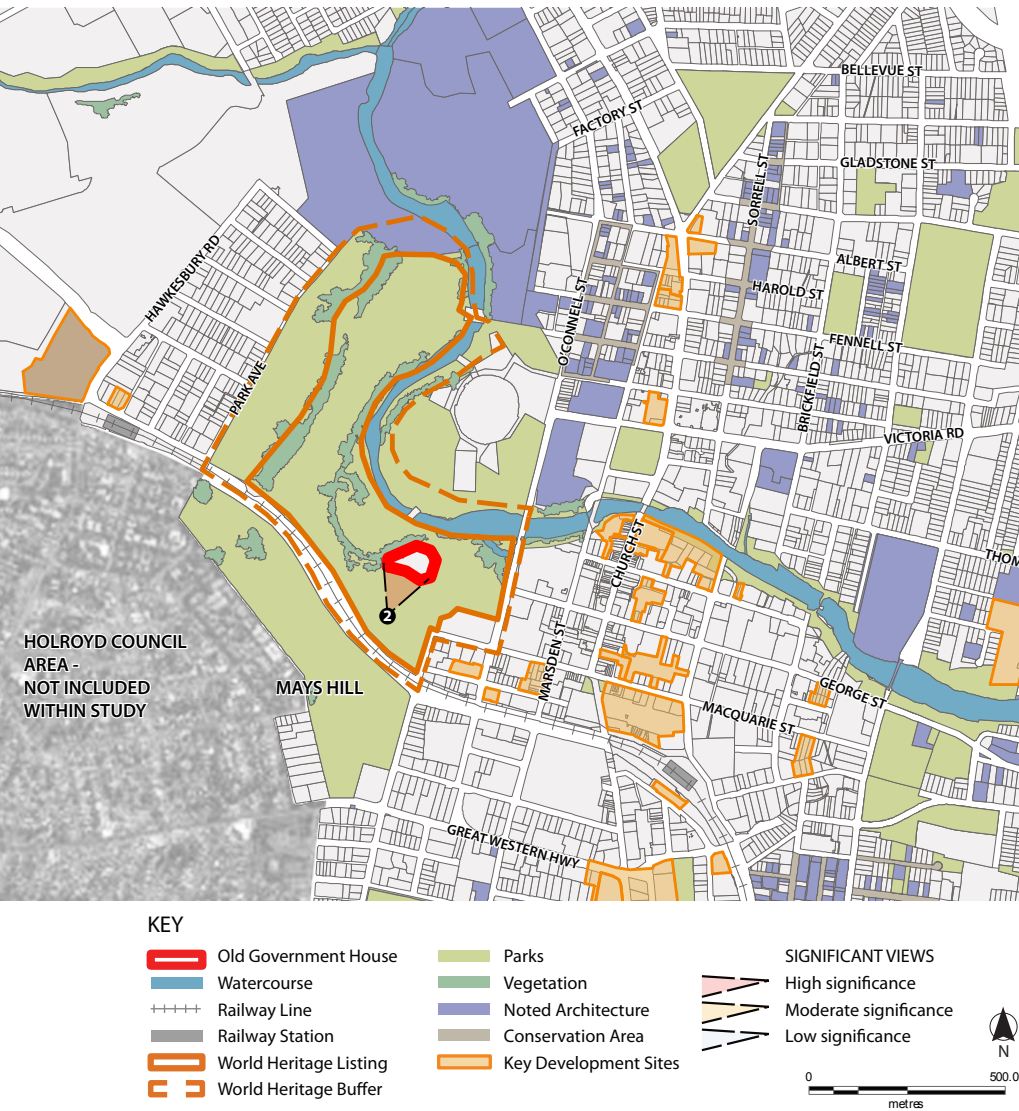 BELLEVUE ST
FACTORY ST
GLADSTONE ST
SORRELL ST
HAWKESBURY RD
ALBERT ST
HAROLD ST
O'CONNELL ST
FENNELL ST
PARK AVE
BRICKFIELD ST
VICTORIA RD
CHURCH ST
THOM
2
HOLROYD COUNCIL
AREA -
NOT INCLUDED
WITHIN STUDY
MAYS HILL
MARSDEN ST
GEORGE ST
MACQUARIE ST
GREAT WESTERN HWY
KEY
Old Government House
Watercourse
Railway Line
Railway Station
World Heritage Listing
World Heritage Buffer
Parks
Vegetation
Noted Architecture
Conservation Area
Key Development Sites
SIGNIFICANT VIEWS
High significance
Moderate significance
Low significance
N
0 500.0
metres